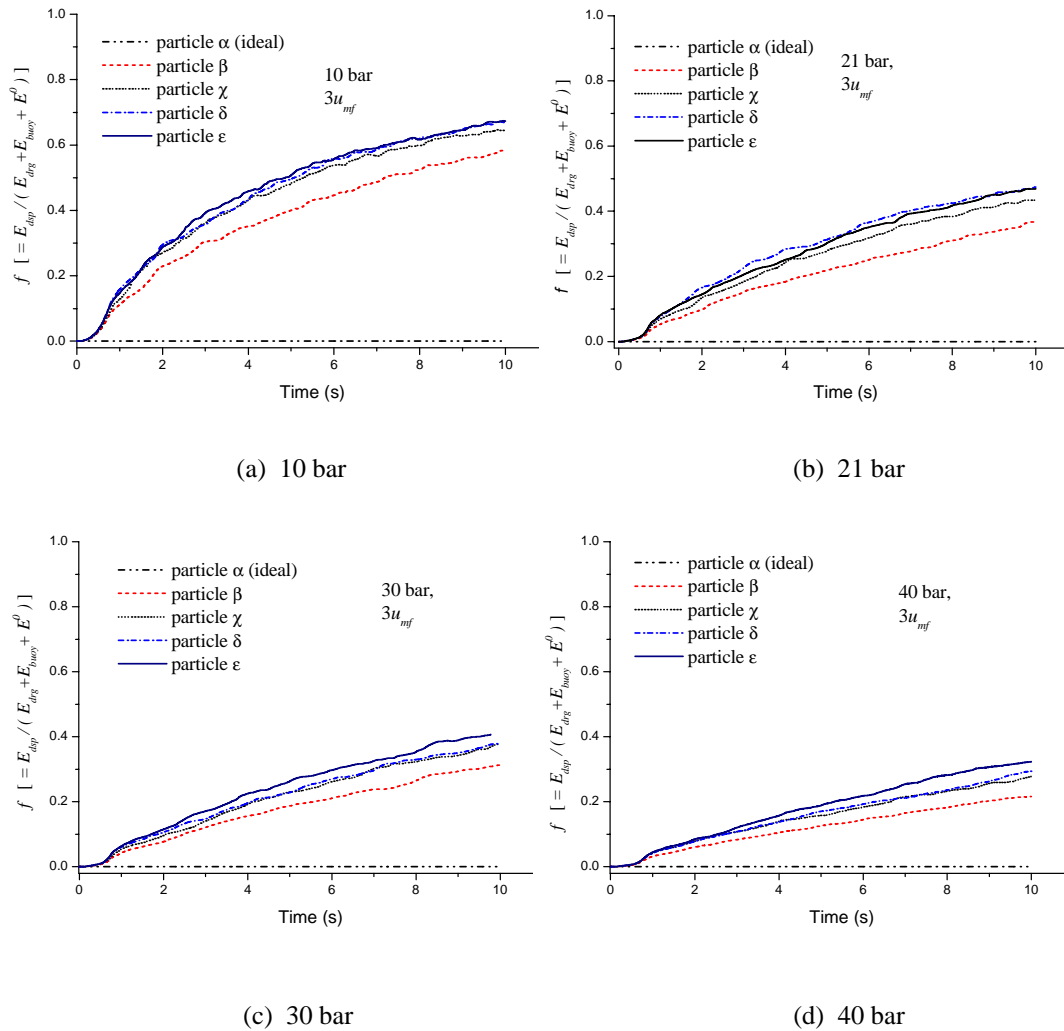 f [= E_dsp / ( E_drg + E_buoy + E^0 ) ]
1.0
0.8
0.6
0.4
0.2
0.0
particle α (ideal)
particle β
particle χ
particle δ
particle ε
10 bar
3u_mf
0 2 4 6 8 10
Time (s)
(a) 10 bar
f [= E_dsp / ( E_drg + E_buoy + E^0 ) ]
1.0
0.8
0.6
0.4
0.2
0.0
particle α (ideal)
particle β
particle χ
particle δ
particle ε
21 bar,
3u_mf
0 2 4 6 8 10
Time (s)
(b) 21 bar
f [= E_dsp / ( E_drg + E_buoy + E^0 ) ]
1.0
0.8
0.6
0.4
0.2
0.0
particle α (ideal)
particle β
particle χ
particle δ
particle ε
30 bar,
3u_mf
0 2 4 6 8 10
Time (s)
(c) 30 bar
f [= E_dsp / ( E_drg + E_buoy + E^0 ) ]
1.0
0.8
0.6
0.4
0.2
0.0
particle α (ideal)
particle β
particle χ
particle δ
particle ε
40 bar,
3u_mf
0 2 4 6 8 10
Time (s)
(d) 40 bar